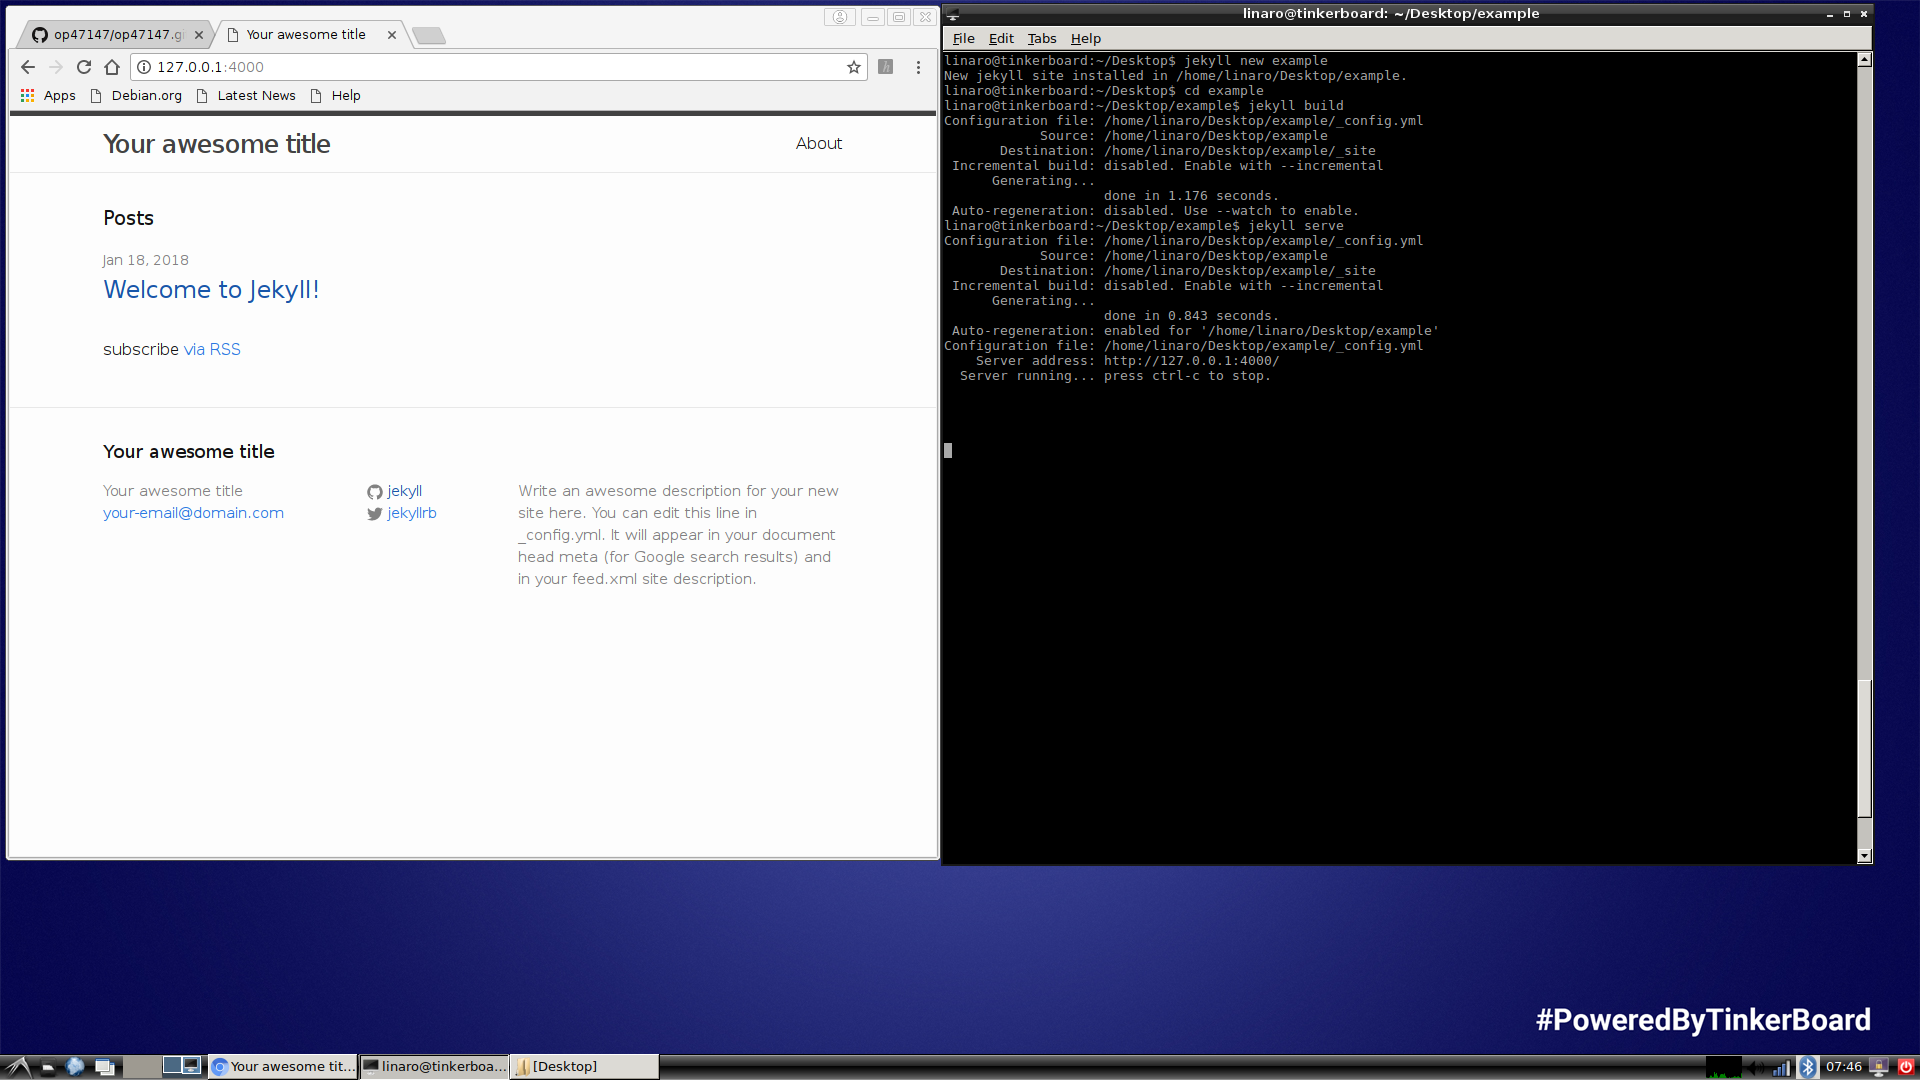 op47147/op47147.gi
Your awesome title
127.0.0.1:4000
Apps
Debian.org
Latest News
Help
Your awesome title
About
Posts
Jan 18, 2018
Welcome to Jekyll!
subscribe via RSS
Your awesome title
Your awesome title
your-email@domain.com
jekyll
jekyllrb
Write an awesome description for your new
site here. You can edit this line in
_config.yml. It will appear in your document
head meta (for Google search results) and
in your feed.xml site description.
linaro@tinkerboard: ~/Desktop/example
File Edit Tabs Help
linaro@tinkerboard:~/Desktop$ jekyll new example
New jekyll site installed in /home/linaro/Desktop/example.
linaro@tinkerboard:~/Desktop$ cd example
linaro@tinkerboard:~/Desktop/example$ jekyll build
Configuration file: /home/linaro/Desktop/example/_config.yml
Source: /home/linaro/Desktop/example
Destination: /home/linaro/Desktop/example/_site
Incremental build: disabled. Enable with --incremental
Generating...
done in 1.176 seconds.
Auto-regeneration: disabled. Use --watch to enable.
linaro@tinkerboard:~/Desktop/example$ jekyll serve
Configuration file: /home/linaro/Desktop/example/_config.yml
Source: /home/linaro/Desktop/example
Destination: /home/linaro/Desktop/example/_site
Incremental build: disabled. Enable with --incremental
Generating...
done in 0.843 seconds.
Auto-regeneration: enabled for '/home/linaro/Desktop/example'
Configuration file: /home/linaro/Desktop/example/_config.yml
Server address: http://127.0.0.1:4000/
Server running... press ctrl-c to stop.
#PoweredByTinkerBoard
Your awesome tit...
linaro@tinkerboa...
[Desktop]
07:46